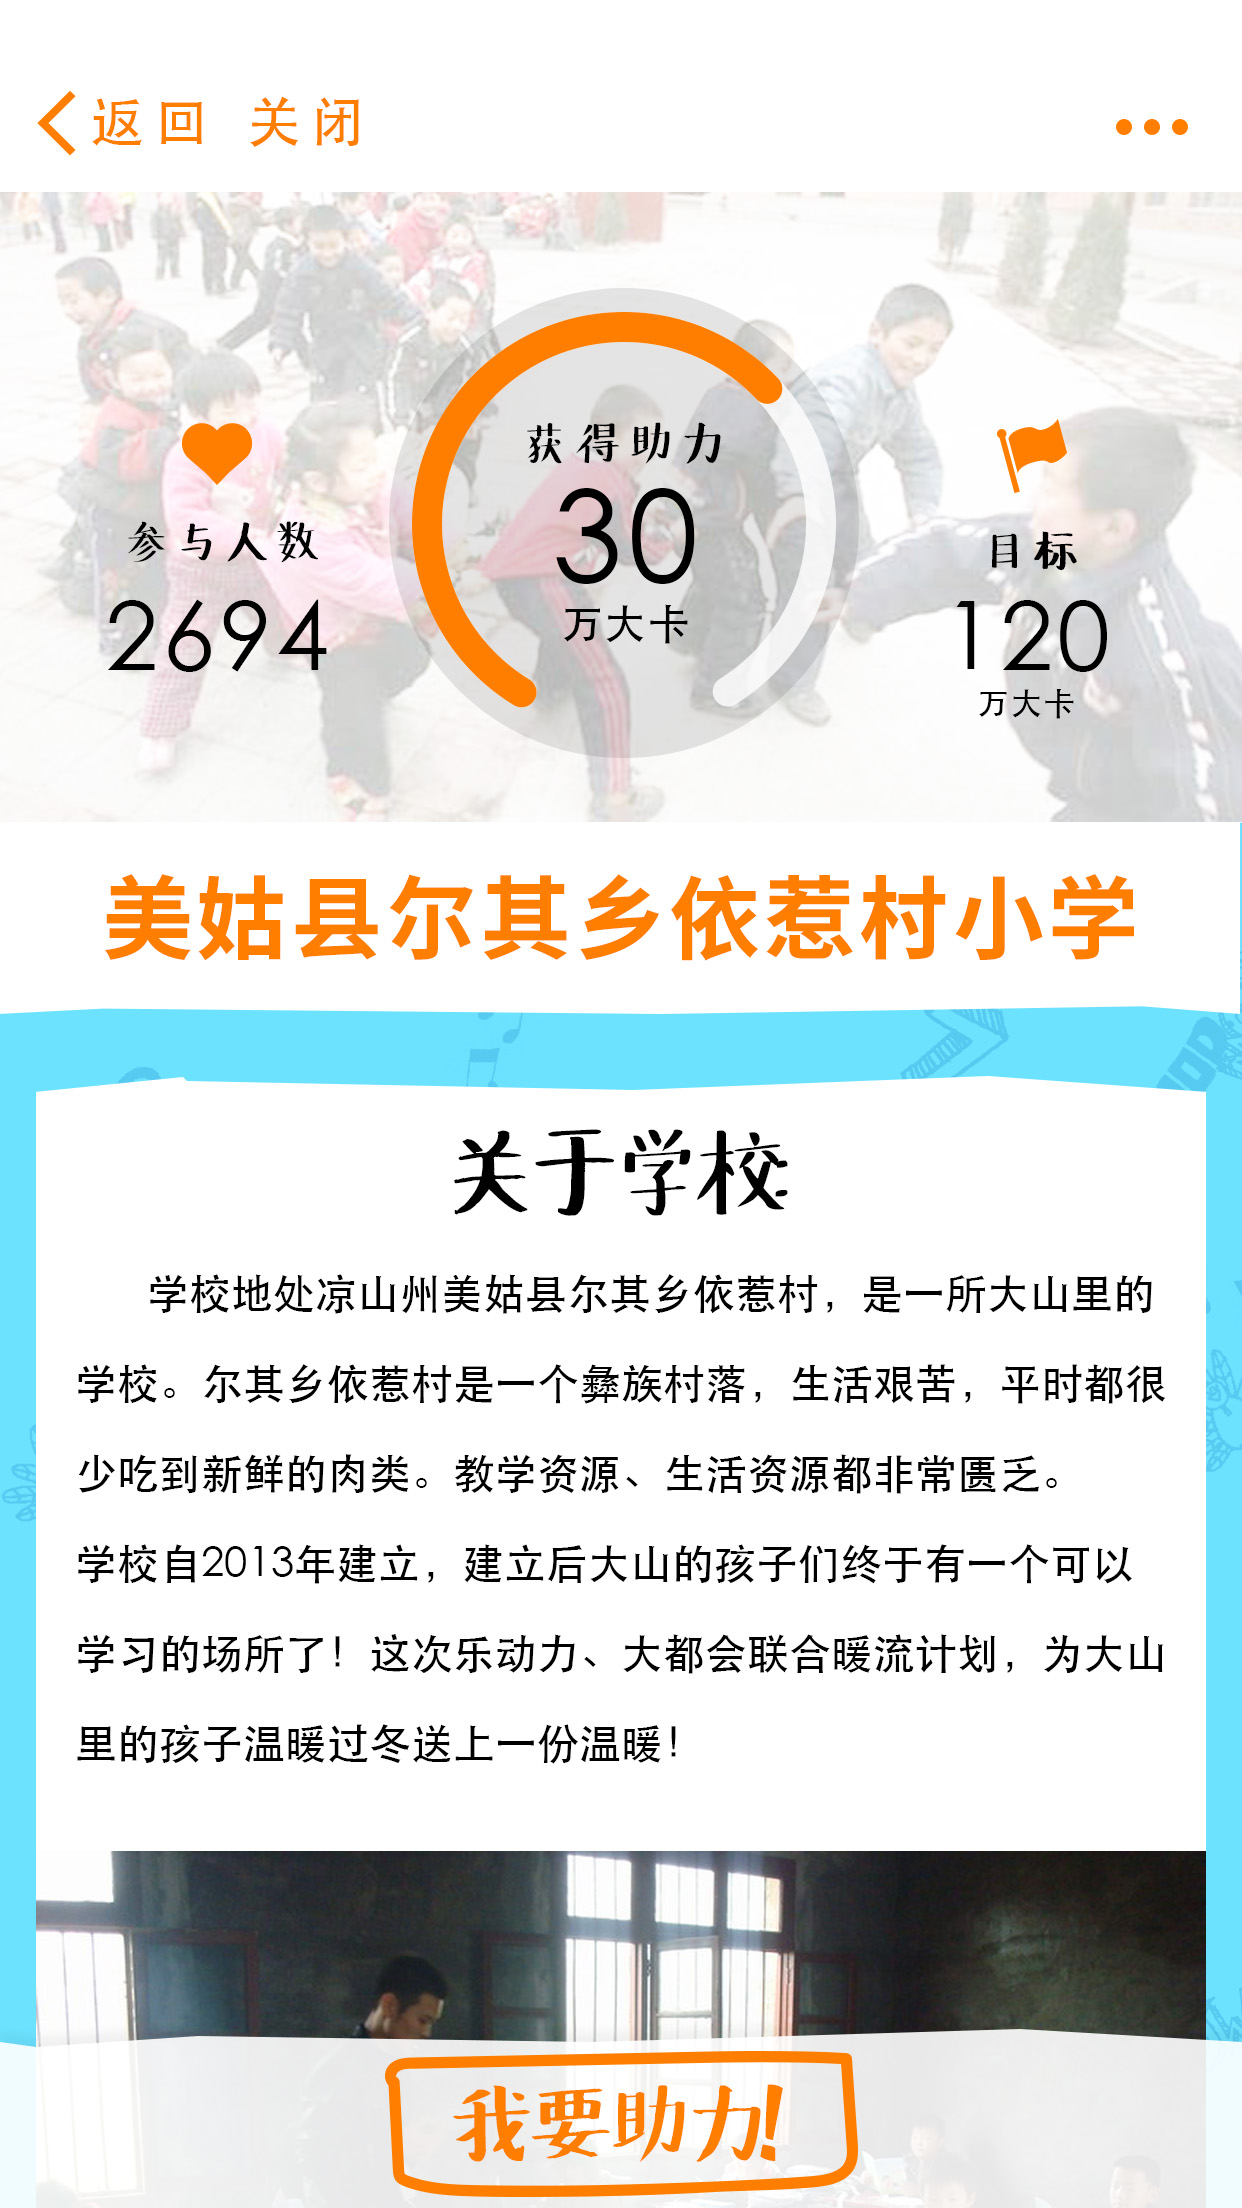 返回 关闭
获得助力
30
万大卡
参与人数
2694
目标
120
万大卡
美姑县尔其乡依惹村小学
关于学校
学校地处凉山州美姑县尔其乡依惹村，是一所大山里的
学校。尔其乡依惹村是一个彝族村落，生活艰苦，平时都很
少吃到新鲜的肉类。教学资源、生活资源都非常匮乏。
学校自2013年建立，建立后大山的孩子们终于有一个可以
学习的场所了！这次乐动力、大都会联合暖流计划，为大山
里的孩子温暖过冬送上一份温暖！
我要助力!